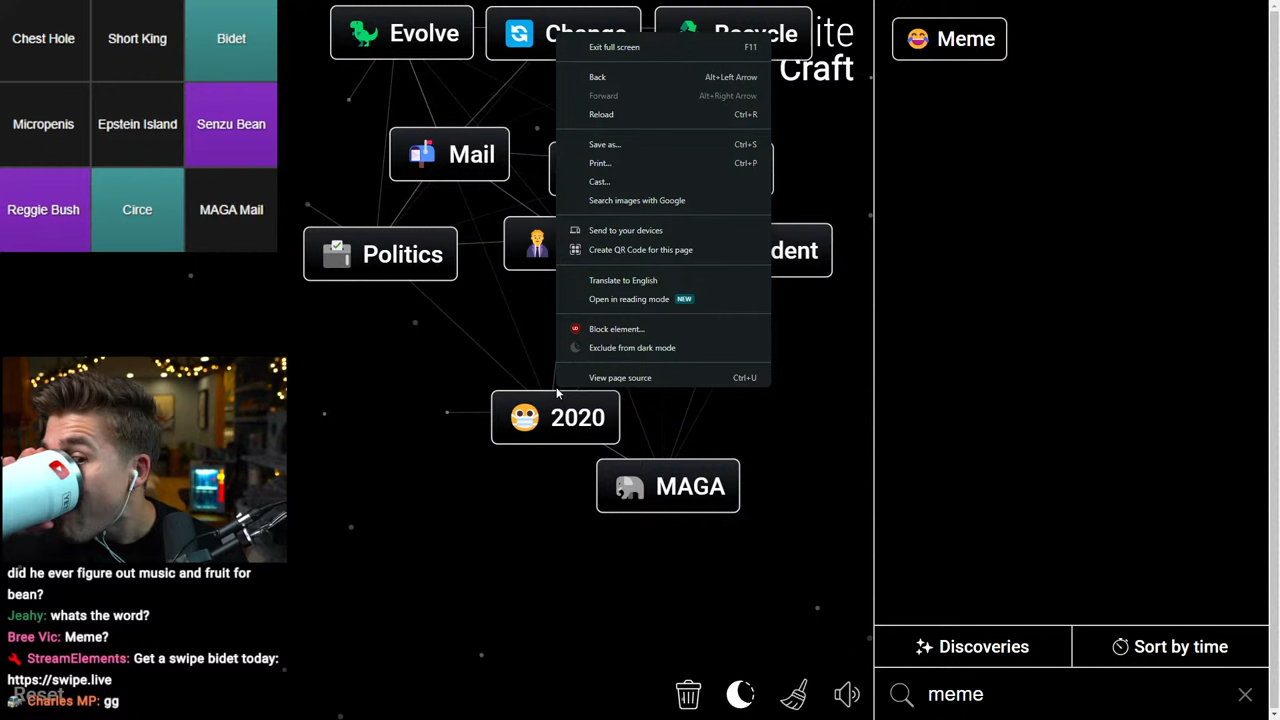 Chest Hole
Short King
Bidet
Micropenis
Epstein Island
Senzu Bean
Reggie Bush
Circe
MAGA Mail
did he ever figure out music and fruit for
bean?
Jeahy: whats the word?
Bree Vic: Meme?
StreamElements: Get a swipe bidet today:
https://swipe.live
Reset
Charles MP: gg
Evolve
Change
Recycle
ite
Craft
Mail
Politics
dent
2020
MAGA
Exit full screen F11
Back Alt+Left Arrow
Forward Alt+Right Arrow
Reload Ctrl+R
Save as... Ctrl+S
Print... Ctrl+P
Cast...
Search images with Google
Send to your devices
Create QR Code for this page
Translate to English
Open in reading mode NEW
Block element...
Exclude from dark mode
View page source Ctrl+U
Meme
Discoveries
Sort by time
meme